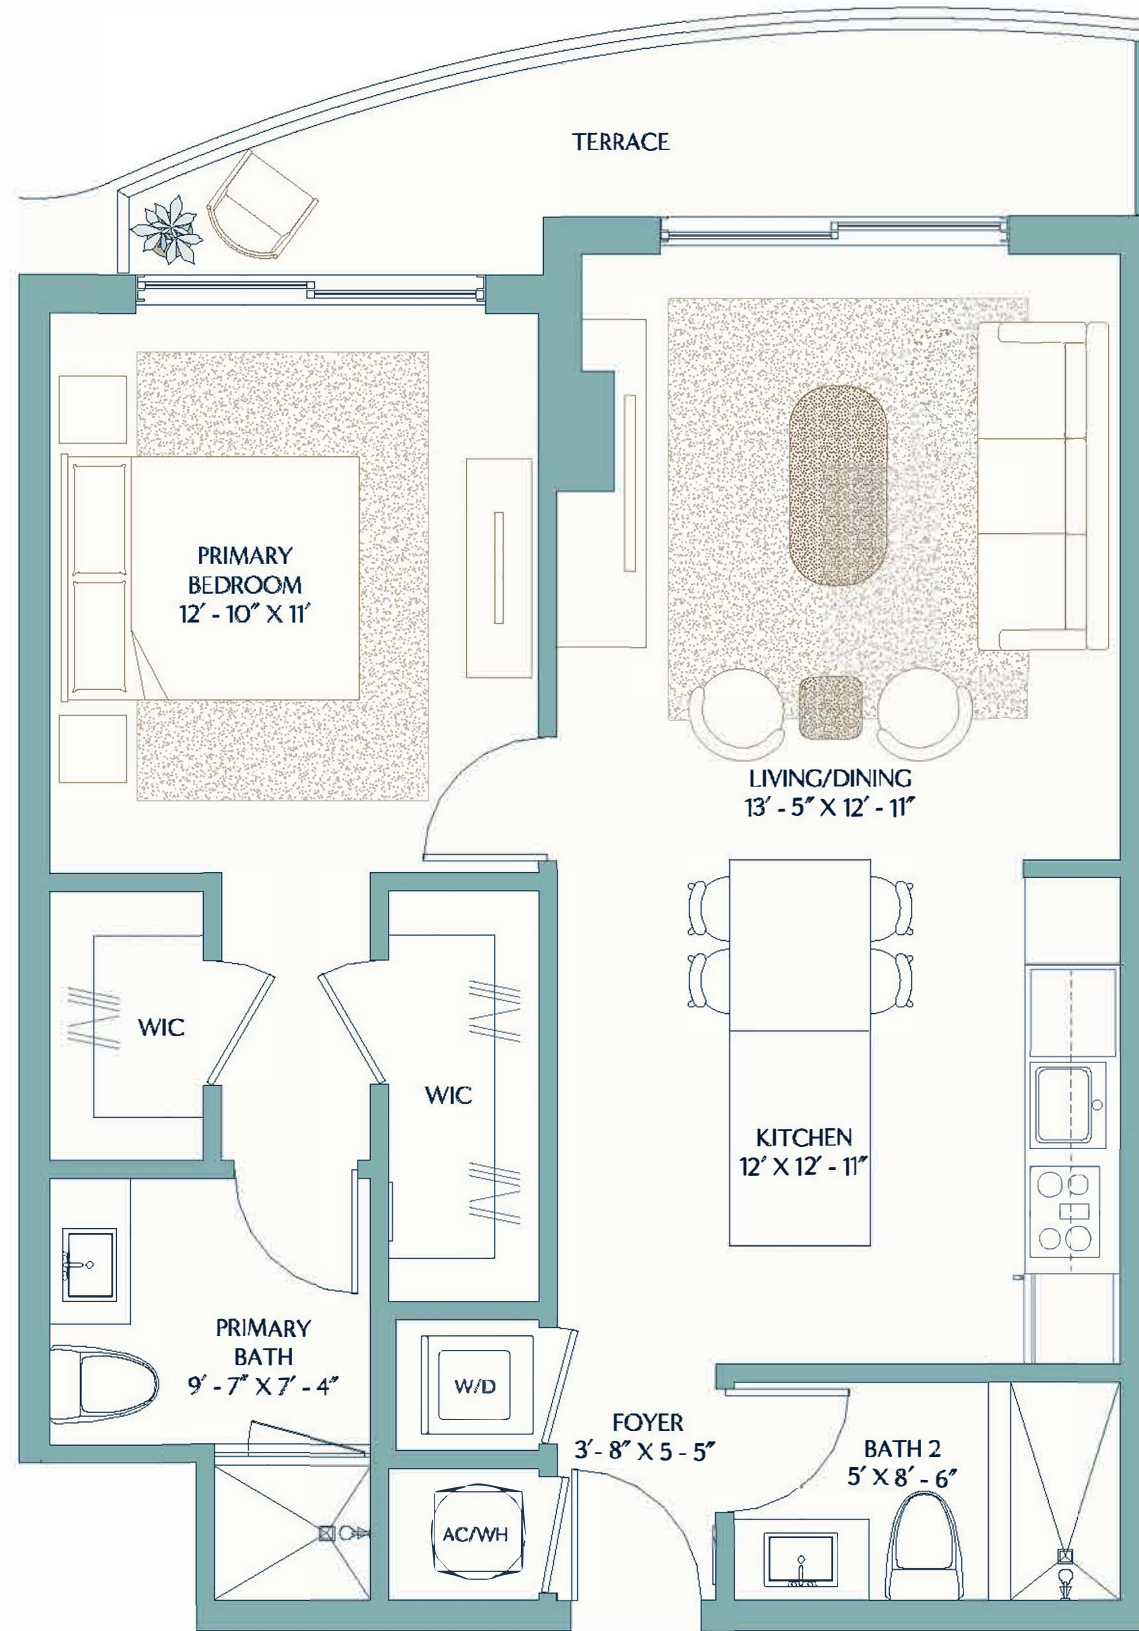 TERRACE
PRIMARY
BEDROOM
12' - 10" X 11'
LIVING/DINING
13' - 5" X 12' - 11"
WIC
WIC
KITCHEN
12' X 12' - 11"
PRIMARY
BATH
9' - 7" X 7' - 4"
W/D
FOYER
3' - 8" X 5 - 5"
BATH 2
5' X 8' - 6"
AC/WH